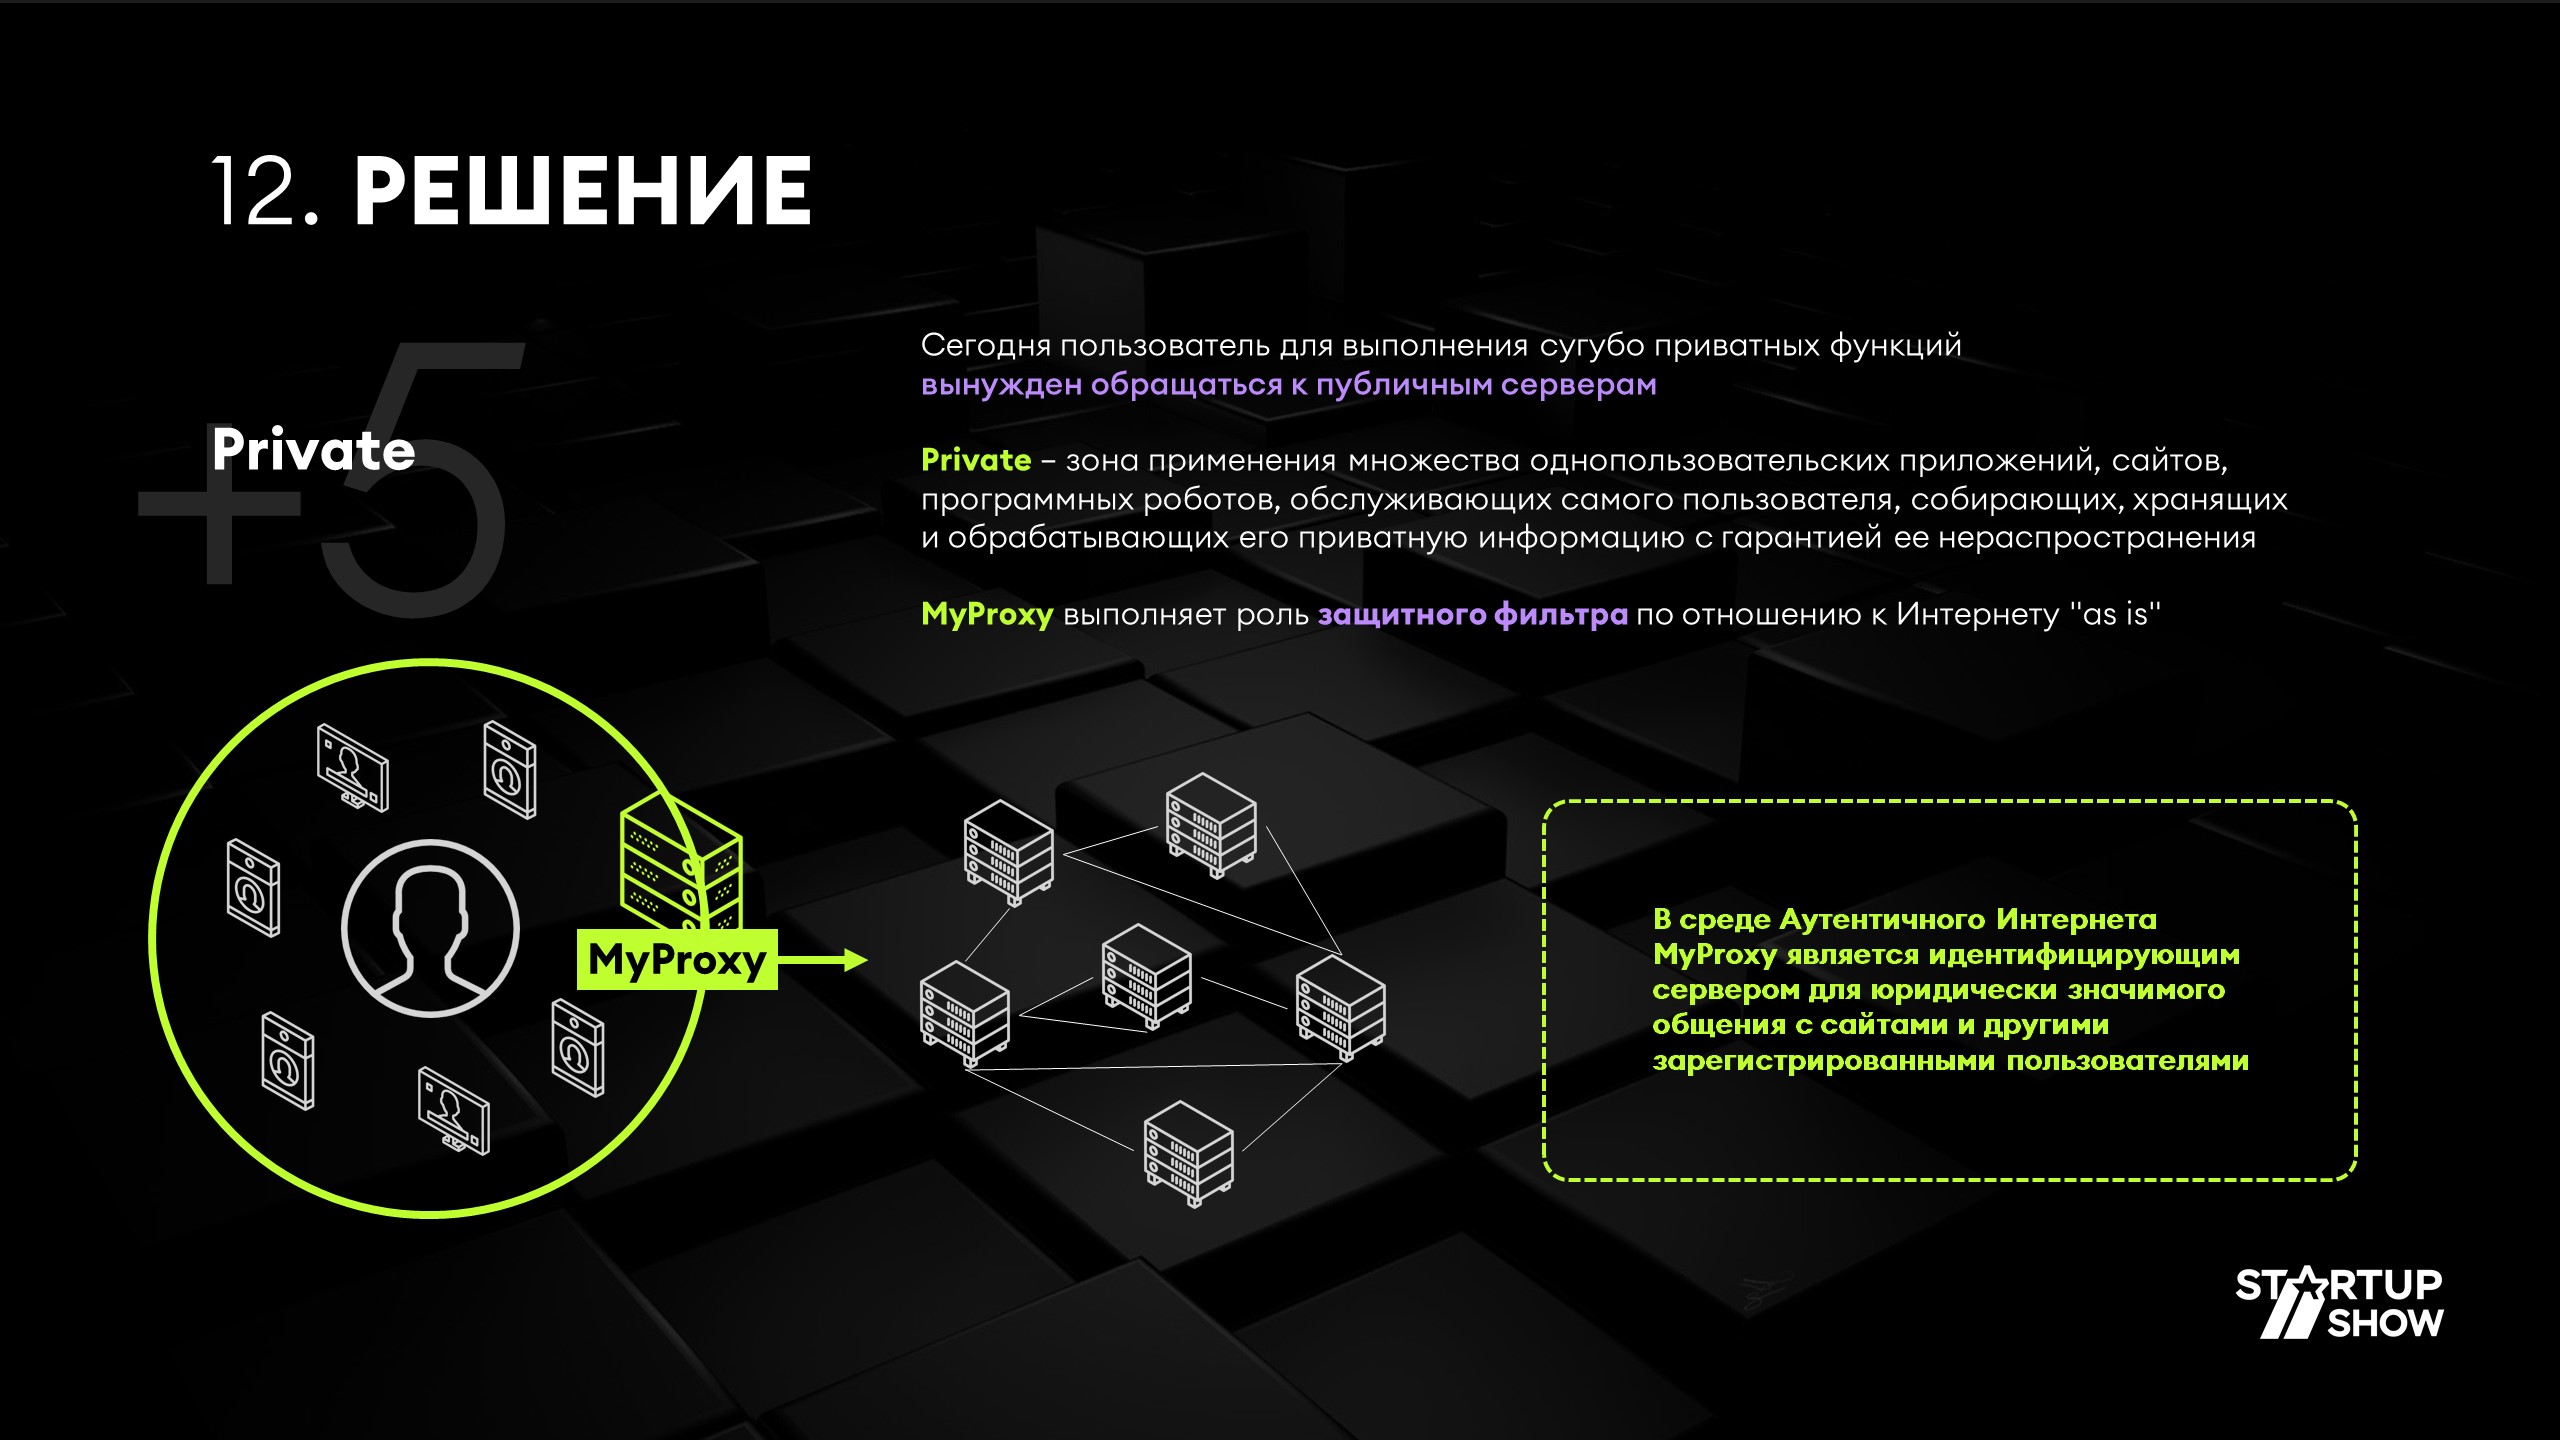 12. РЕШЕНИЕ
+5
Private
Сегодня пользователь для выполнения сугубо приватных функций
вынужден обращаться к публичным серверам
Private – зона применения множества однопользовательских приложений, сайтов,
программных роботов, обслуживающих самого пользователя, собирающих, хранящих
и обрабатывающих его приватную информацию с гарантией ее нераспространения
MyProxy выполняет роль защитного фильтра по отношению к Интернету "as is"
MyProxy
В среде Аутентичного Интернета
MyProxy является идентифицирующим
сервером для юридически значимого
общения с сайтами и другими
зарегистрированными пользователями
STARTUP
SHOW